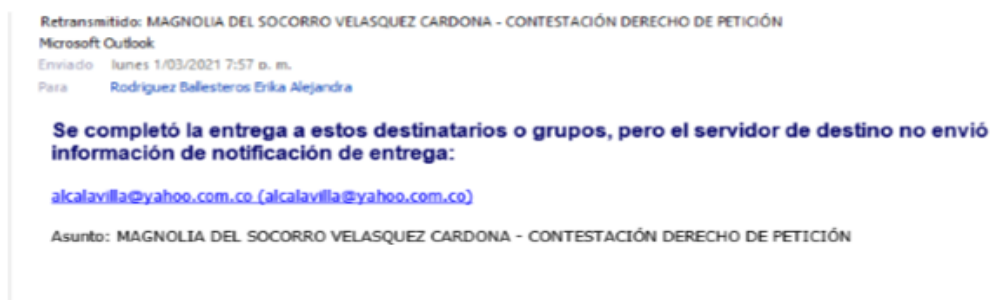 Retransmitido: MAGNOLIA DEL SOCORRO VELASQUEZ CARDONA - CONTESTACIÓN DERECHO DE PETICIÓN
Microsoft Outlook
Enviado lunes 1/03/2021 7:57 p. m.
Para Rodriguez Ballesteros Erika Alejandra
Se completó la entrega a estos destinatarios o grupos, pero el servidor de destino no envió
información de notificación de entrega:
alcalavilla@yahoo.com.co (alcalavilla@yahoo.com.co)
Asunto: MAGNOLIA DEL SOCORRO VELASQUEZ CARDONA - CONTESTACIÓN DERECHO DE PETICIÓN